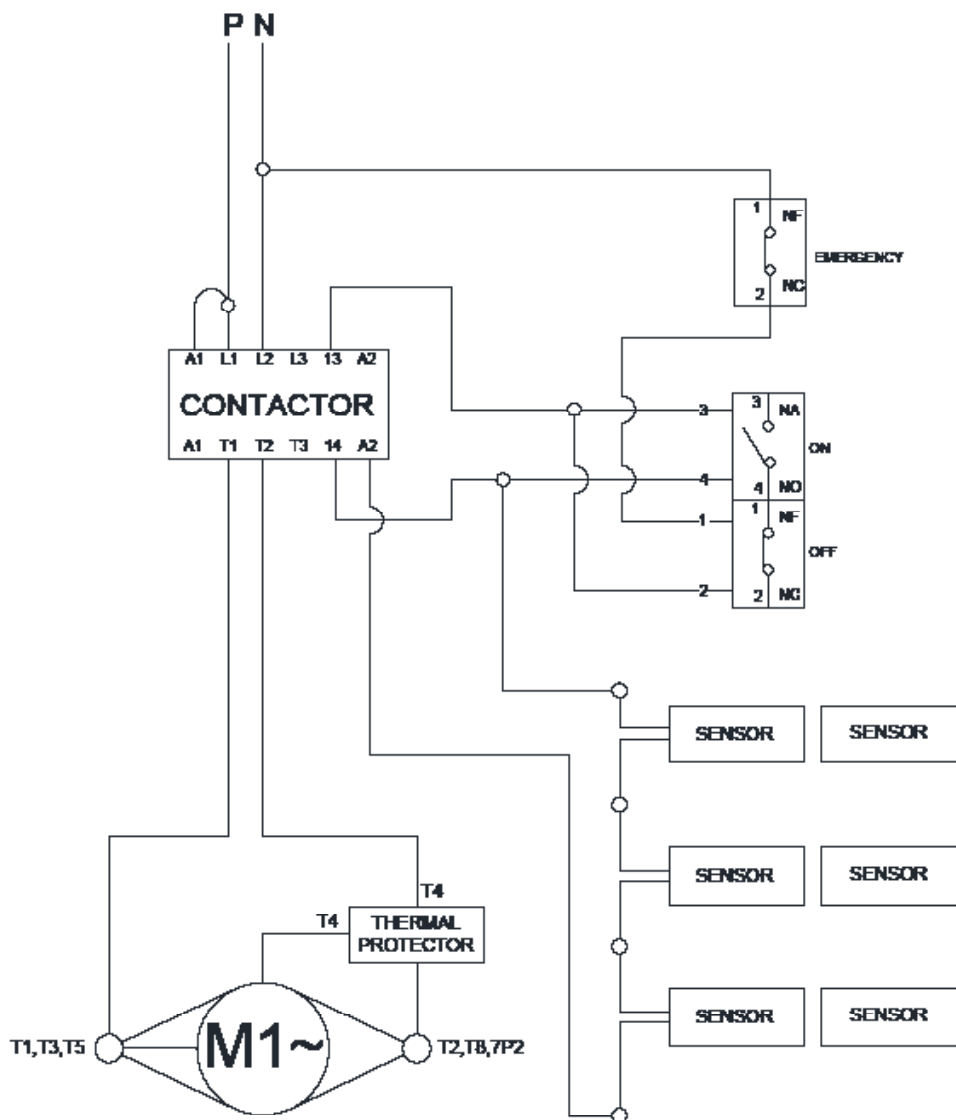 P N
1 NF
EMERGENCY
2 NC
A1 L1 L2 L3 13 A2
CONTACTOR
A1 T1 T2 T3 14 A2
3 3 NA
ON
4 4 NO
1 1 NF
OFF
2 2 NC
SENSOR SENSOR
SENSOR SENSOR
T4
T4 THERMAL
PROTECTOR
SENSOR SENSOR
T1,T3,T5 M1~ T2,T8,7P2